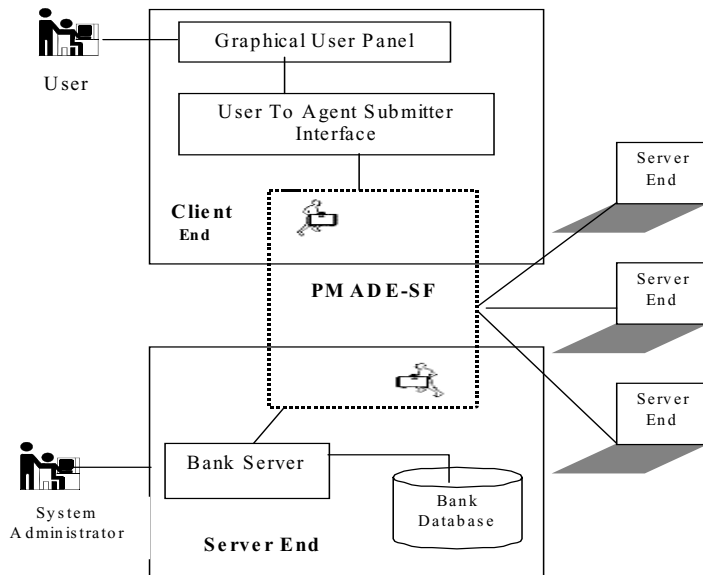 Graphical User Panel
User
User To Agent Submitter
Interface
Client
End
PMADE-SF
Server
End
Server
End
Server
End
Bank Server
System
Administrator
Bank
Database
Server End